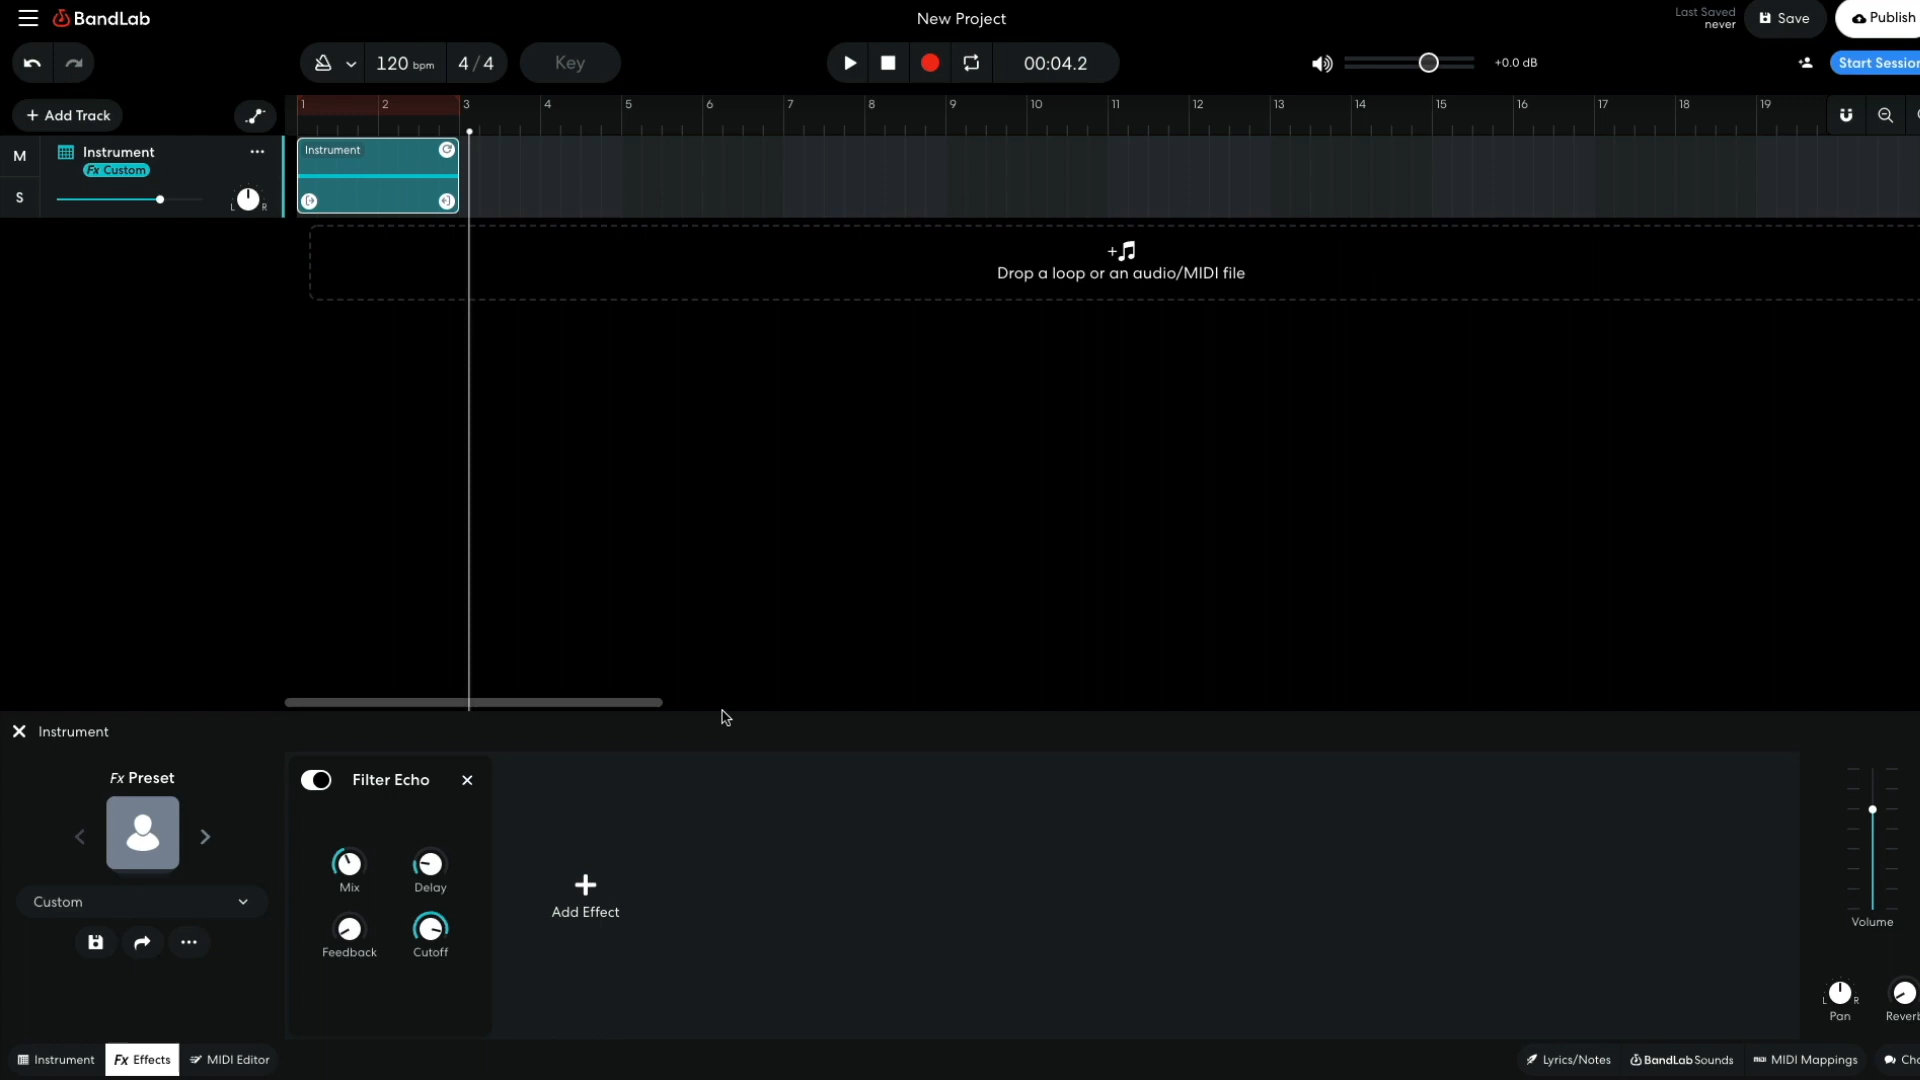 BandLab
New Project
Last Saved
never
Save
Publish
120 bpm
4 / 4
Key
00:04.2
+0.0 dB
Start Session
+ Add Track
1 2 3 4 5 6 7 8 9 10 11 12 13 14 15 16 17 18 19
M
Instrument
Fx Custom
S
L R
Instrument
Drop a loop or an audio/MIDI file
Instrument
Fx Preset
Custom
Filter Echo
Mix
Delay
Feedback
Cutoff
Add Effect
Volume
L R
Pan
Reverb
Instrument
Fx Effects
MIDI Editor
Lyrics/Notes
BandLab Sounds
MIDI Mappings